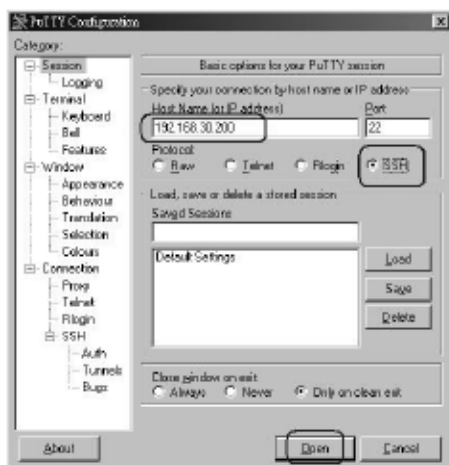 PuTTY Configuration
Category:
Session
Logging
Terminal
Keyboard
Bell
Features
Window
Appearance
Behaviour
Translation
Selection
Colours
Connection
Proxy
Telnet
Rlogin
SSH
Auth
Tunnels
Bugs
Basic options for your PuTTY session
Specify your connection by host name or IP address
Host Name (or IP address) Port
192.168.30.200 22
Protocol:
Raw Telnet Rlogin SSH
Load, save or delete a stored session
Saved Sessions
Default Settings
Load
Save
Delete
Close window on exit
Always Never Only on clean exit
About Open Cancel